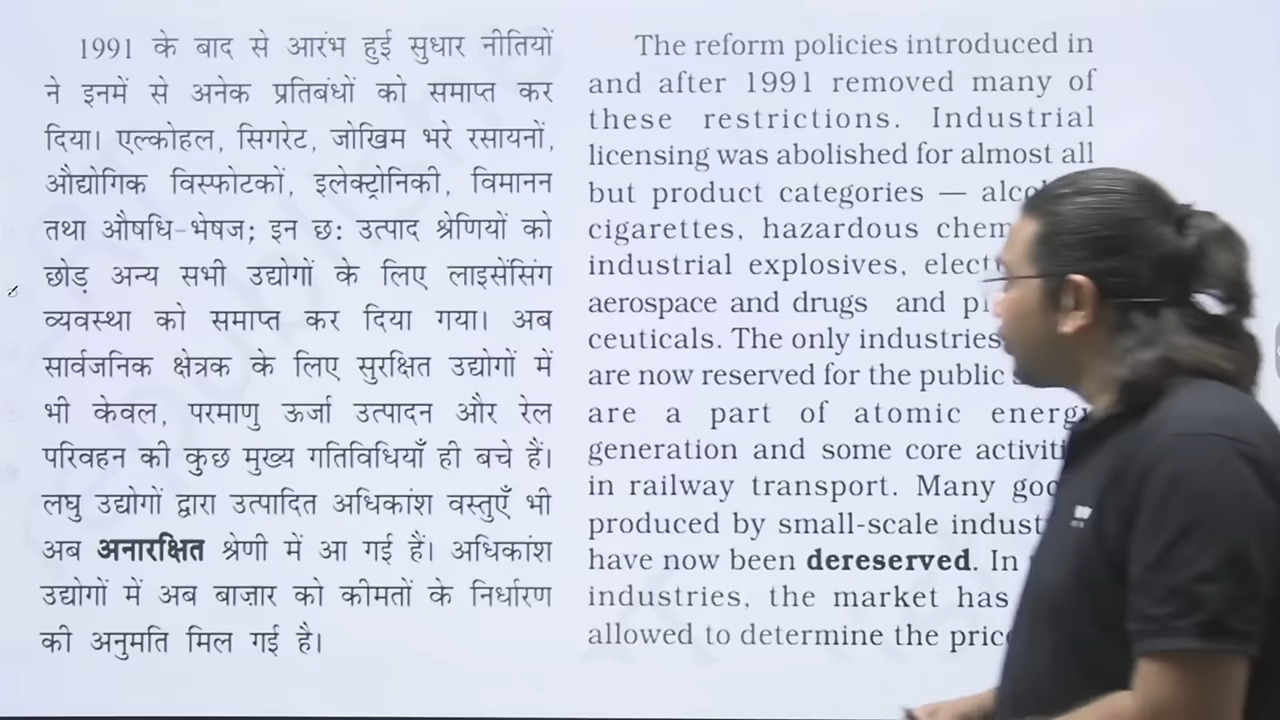 1991 के बाद से आरंभ हुई सुधार नीतियों
ने इनमें से अनेक प्रतिबंधों को समाप्त कर
दिया। एल्कोहल, सिगरेट, जोखिम भरे रसायनों,
औद्योगिक विस्फोटकों, इलेक्ट्रोनिकी, विमानन
तथा औषधि-भेषज; इन छः उत्पाद श्रेणियों को
छोड़ अन्य सभी उद्योगों के लिए लाइसेंसिंग
व्यवस्था को समाप्त कर दिया गया। अब
सार्वजनिक क्षेत्रक के लिए सुरक्षित उद्योगों में
भी केवल, परमाणु ऊर्जा उत्पादन और रेल
परिवहन की कुछ मुख्य गतिविधियाँ ही बचे हैं।
लघु उद्योगों द्वारा उत्पादित अधिकांश वस्तुएँ भी
अब अनारक्षित श्रेणी में आ गई हैं। अधिकांश
उद्योगों में अब बाज़ार को कीमतों के निर्धारण
की अनुमति मिल गई है।
The reform policies introduced in
and after 1991 removed many of
these restrictions. Industrial
licensing was abolished for almost all
but product categories —
cigarettes, hazardous
industrial explosives,
aerospace and drugs and
ceuticals. The only industries
are now reserved for the public
are a part of atomic energy
generation and some core
in railway transport. Many
produced by small-scale
have now been dereserved. In
industries, the market has
allowed to determine the